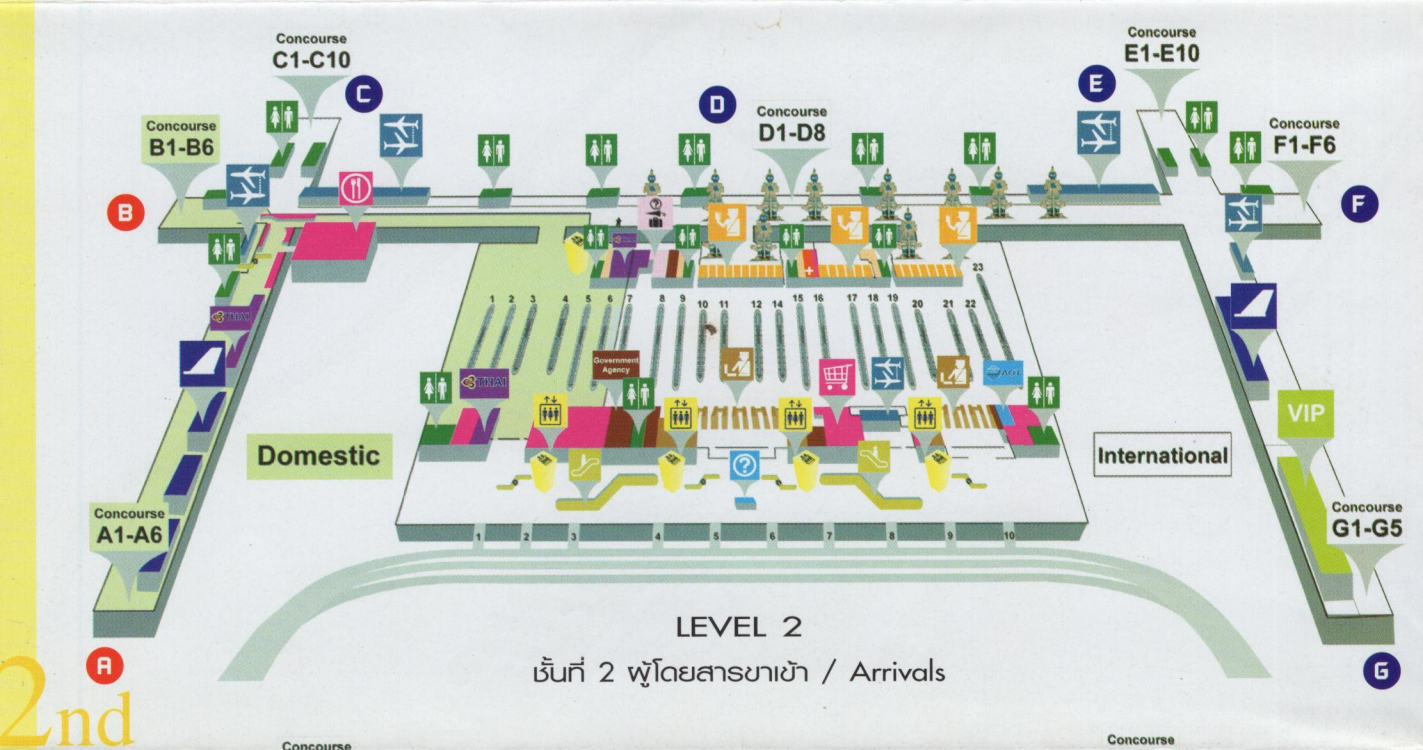 Concourse
C1-C10
Concourse
E1-E10
C
D
E
Concourse
B1-B6
Concourse
D1-D8
Concourse
F1-F6
B
F
23
1 2 3 4 5 6 7 8 9 10 11 12 14 15 16 17 18 19 20 21 22
THAI
Government
Agency
THAI
AOT
VIP
Domestic
International
?
Concourse
A1-A6
Concourse
G1-G5
1 2 3 4 5 6 7 8 9 10
LEVEL 2
ชั้นที่ 2 ผู้โดยสารขาเข้า / Arrivals
A
G
2nd
Concourse
Concourse